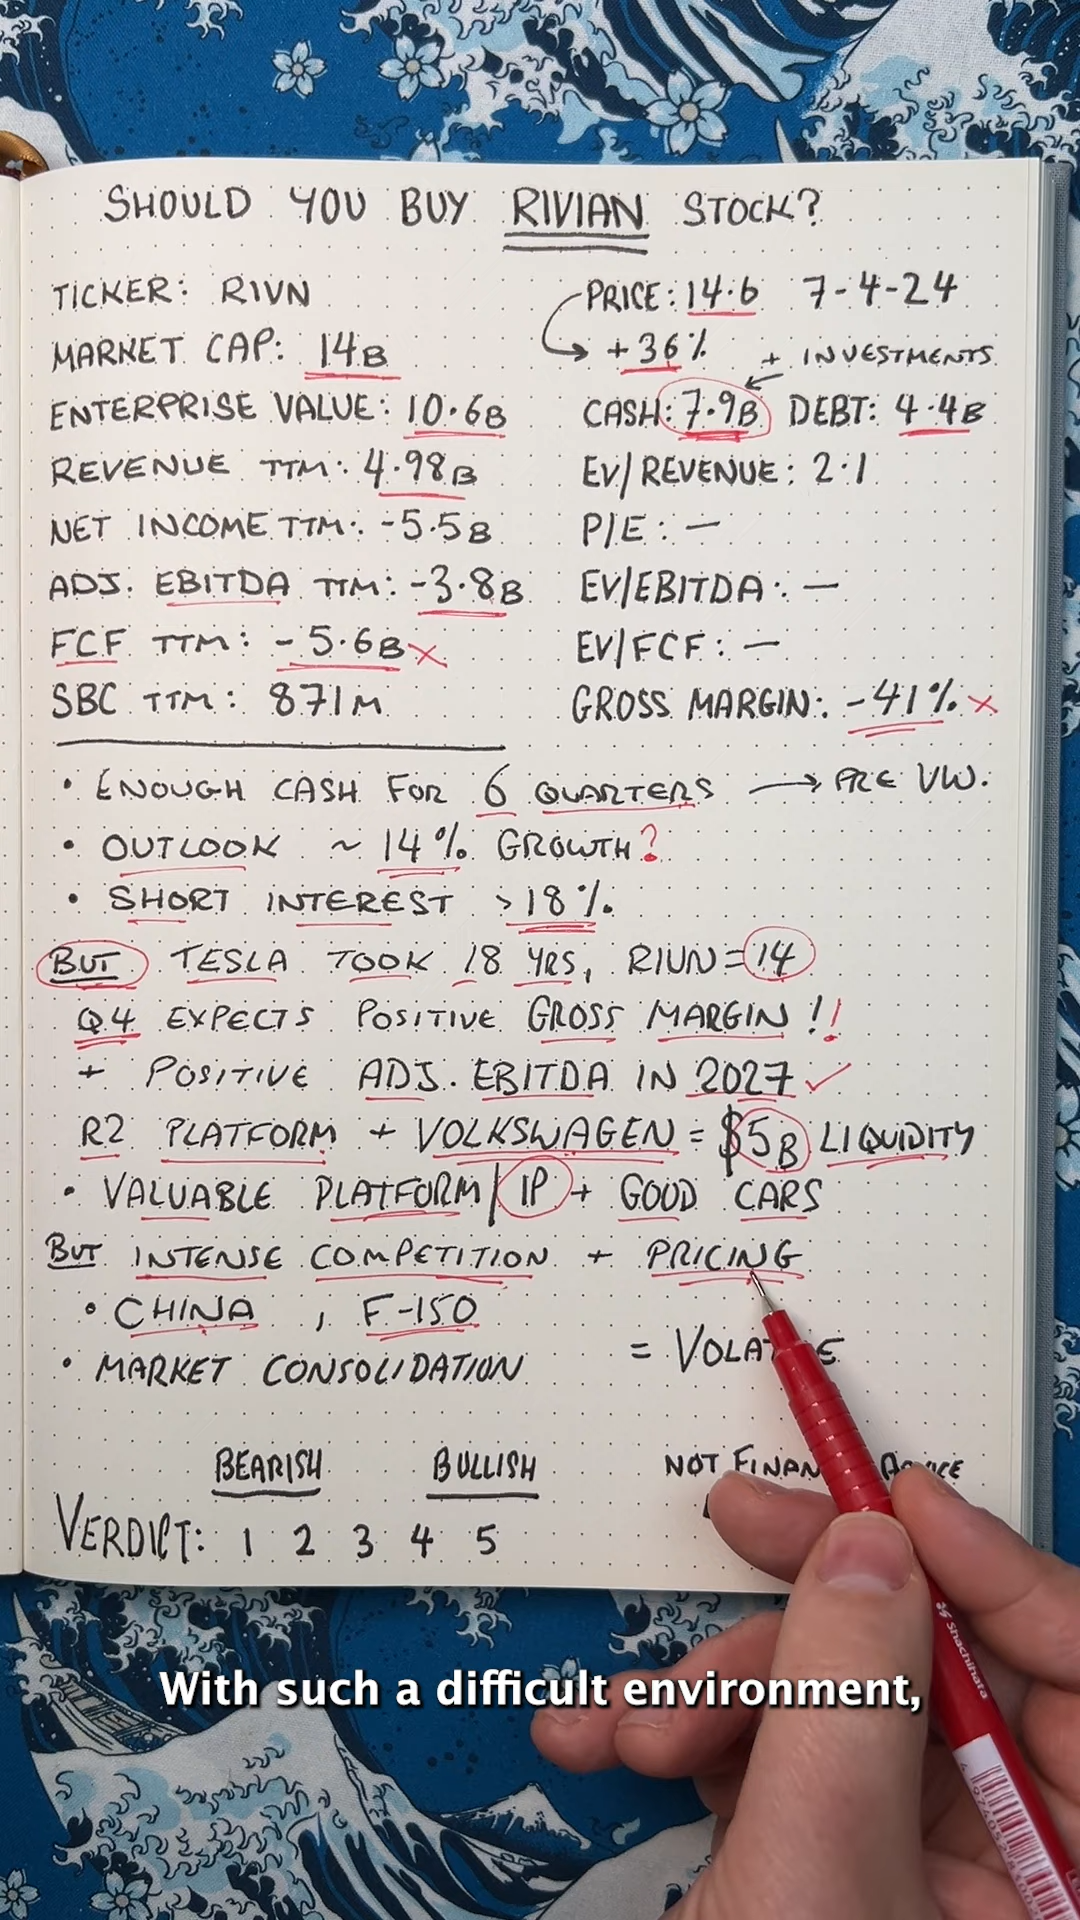 SHOULD YOU BUY RIVIAN STOCK?
TICKER: RIVN
PRICE: 14.6 7-4-24
MARKET CAP: 14B
+36%
+ INVESTMENTS
ENTERPRISE VALUE: 10.6B
CASH: 7.9B DEBT: 4.4B
REVENUE TTM: 4.98B
EV/REVENUE: 2.1
NET INCOME TTM: -5.5B
P/E: —
ADJ. EBITDA TTM: -3.8B
EV/EBITDA: —
FCF TTM: -5.6B X
EV/FCF: —
SBC TTM: 871M
GROSS MARGIN: -41% X
• ENOUGH CASH FOR 6 QUARTERS → PRE VW.
• OUTLOOK ~ 14% GROWTH?
• SHORT INTEREST > 18%
BUT TESLA TOOK 18 YRS, RIVN = 14
Q4 EXPECTS POSITIVE GROSS MARGIN !!
+ POSITIVE ADJ. EBITDA IN 2027 ✓
R2 PLATFORM + VOLKSWAGEN = $5B LIQUIDITY
• VALUABLE PLATFORM/IP + GOOD CARS
BUT INTENSE COMPETITION + PRICING
• CHINA, F-150
= VOLA E
• MARKET CONSOLIDATION
BEARISH BULLISH
NOT FINAN
VERDICT: 1 2 3 4 5
With such a difficult environment,
Shachihata